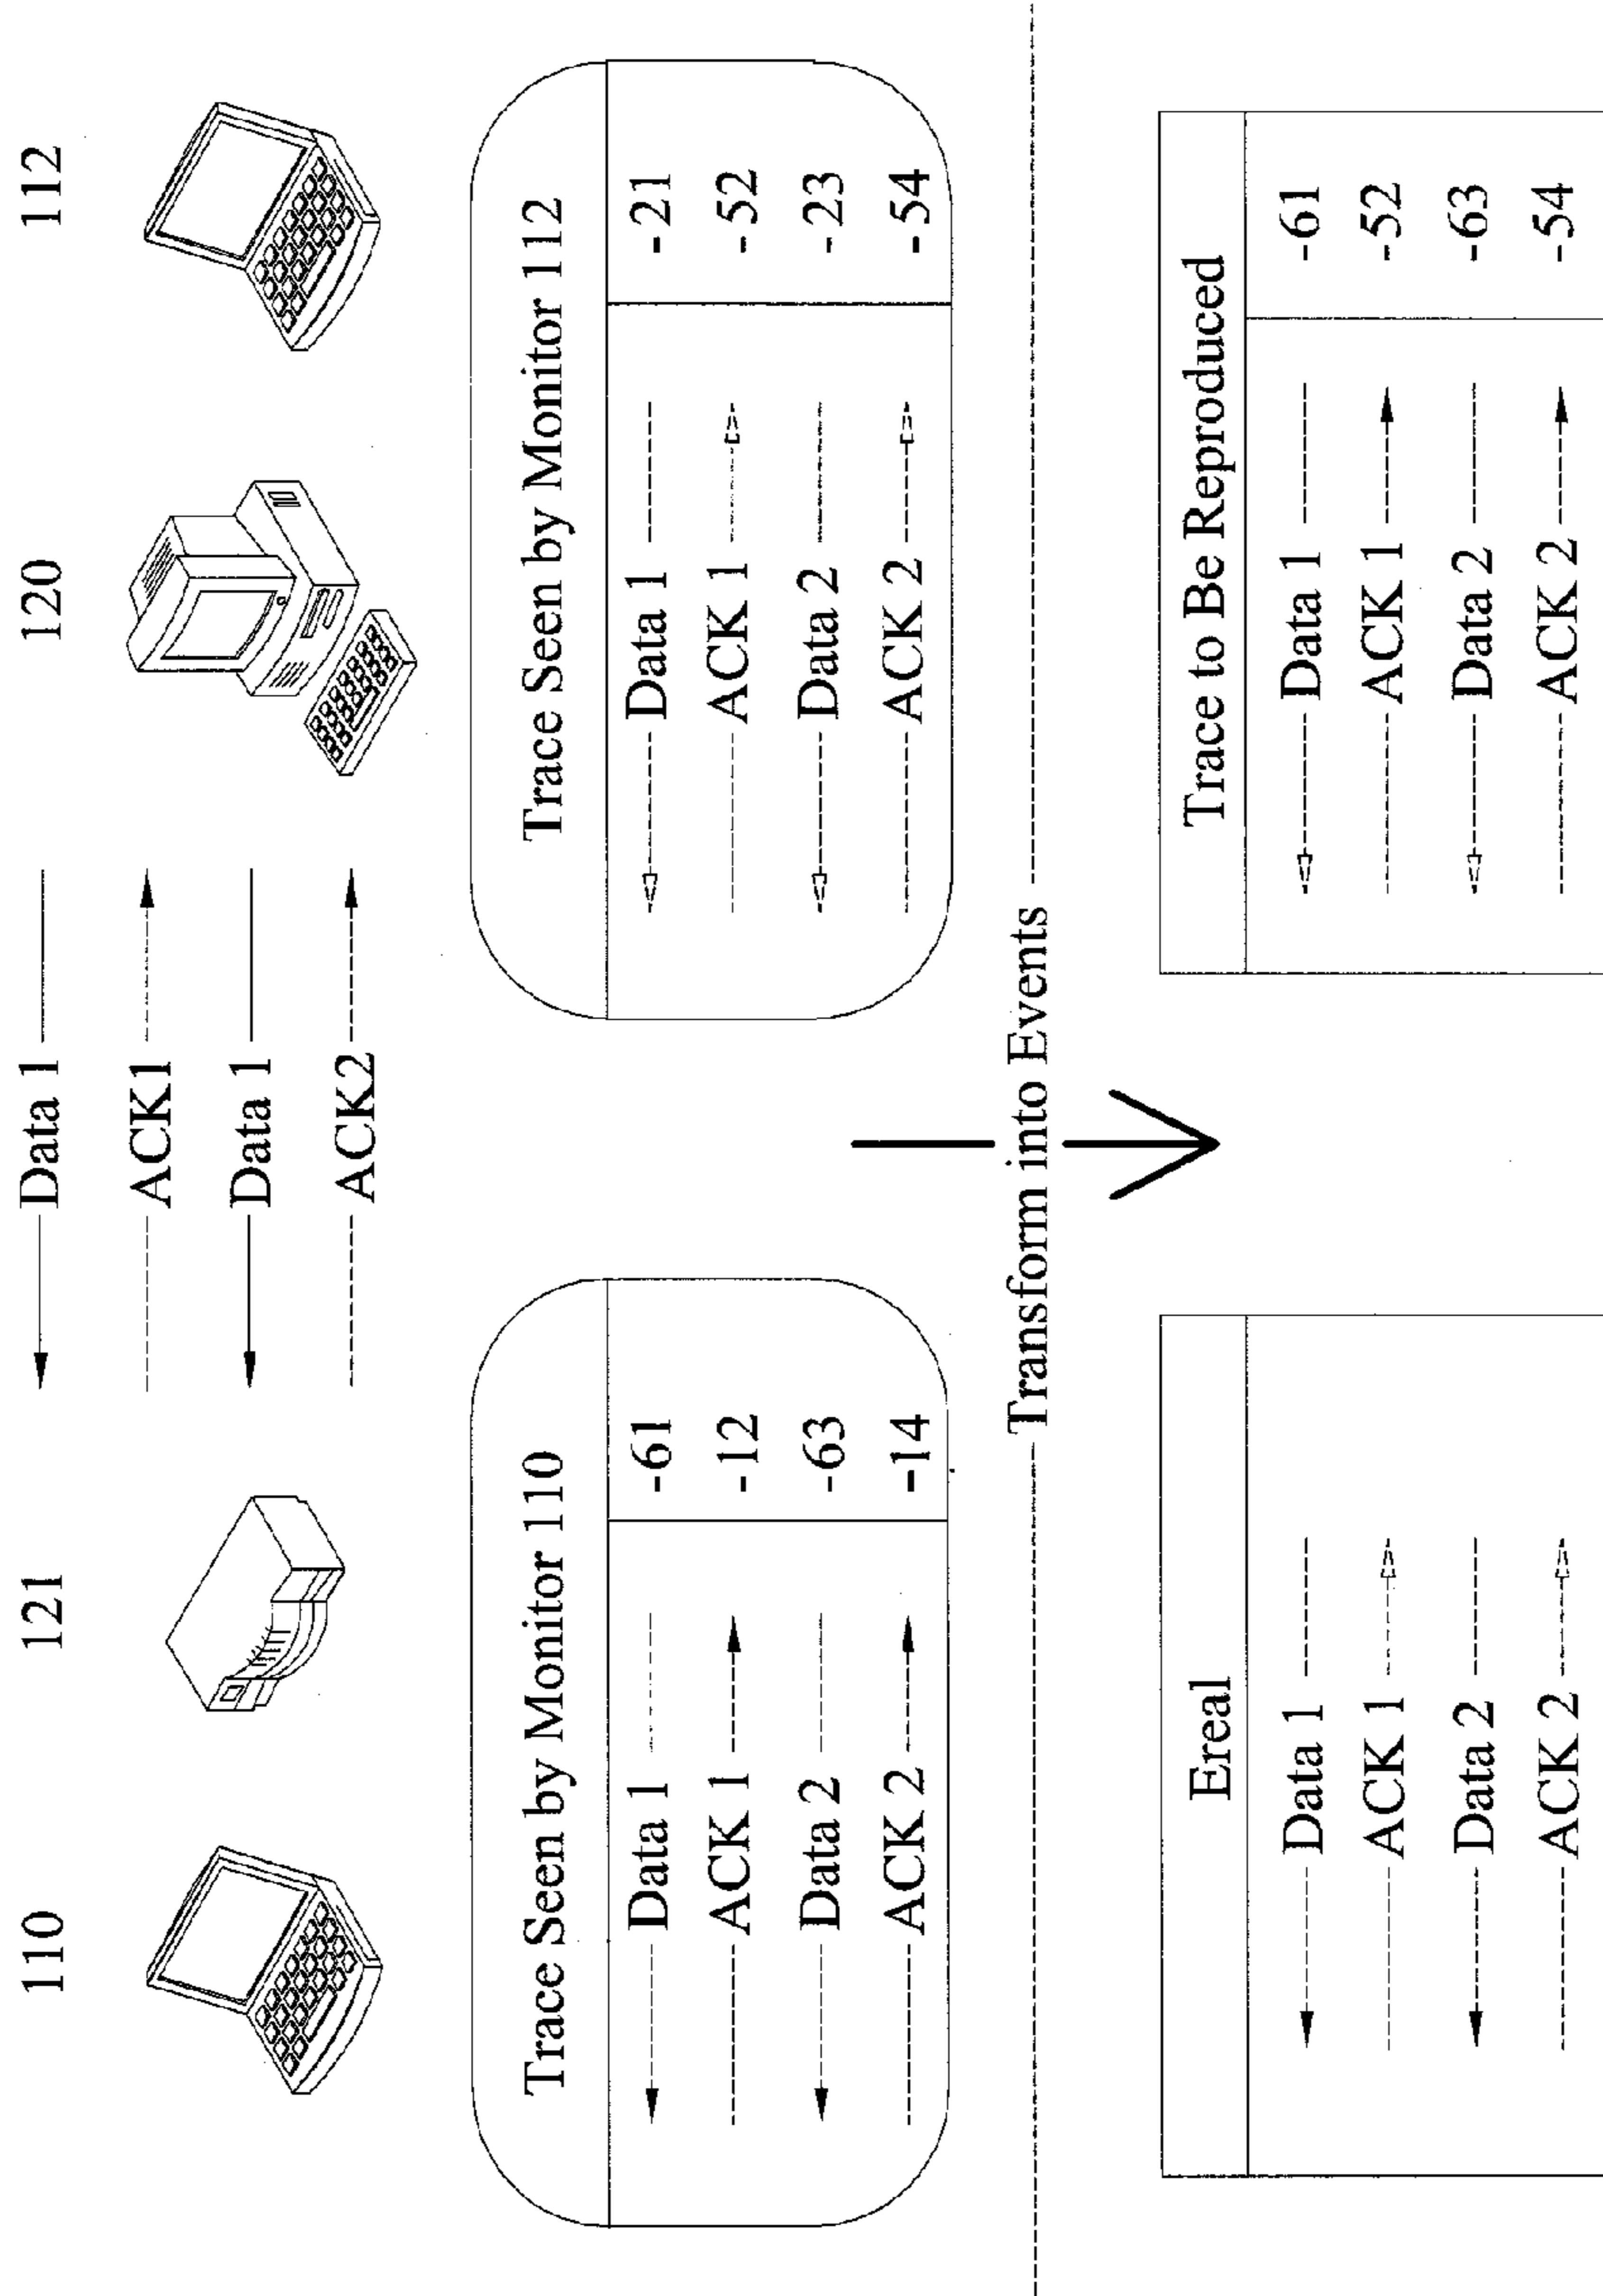 110
121
Data 1
ACK1
Data 1
ACK2
120
112
Trace Seen by Monitor 110
Data 1 -61
ACK 1 -12
Data 2 -63
ACK 2 -14
Trace Seen by Monitor 112
Data 1 -21
ACK 1 -52
Data 2 -23
ACK 2 -54
Transform into Events
Ereal
Data 1
ACK 1
Data 2
ACK 2
Trace to Be Reproduced
Data 1 -61
ACK 1 -52
Data 2 -63
ACK 2 -54